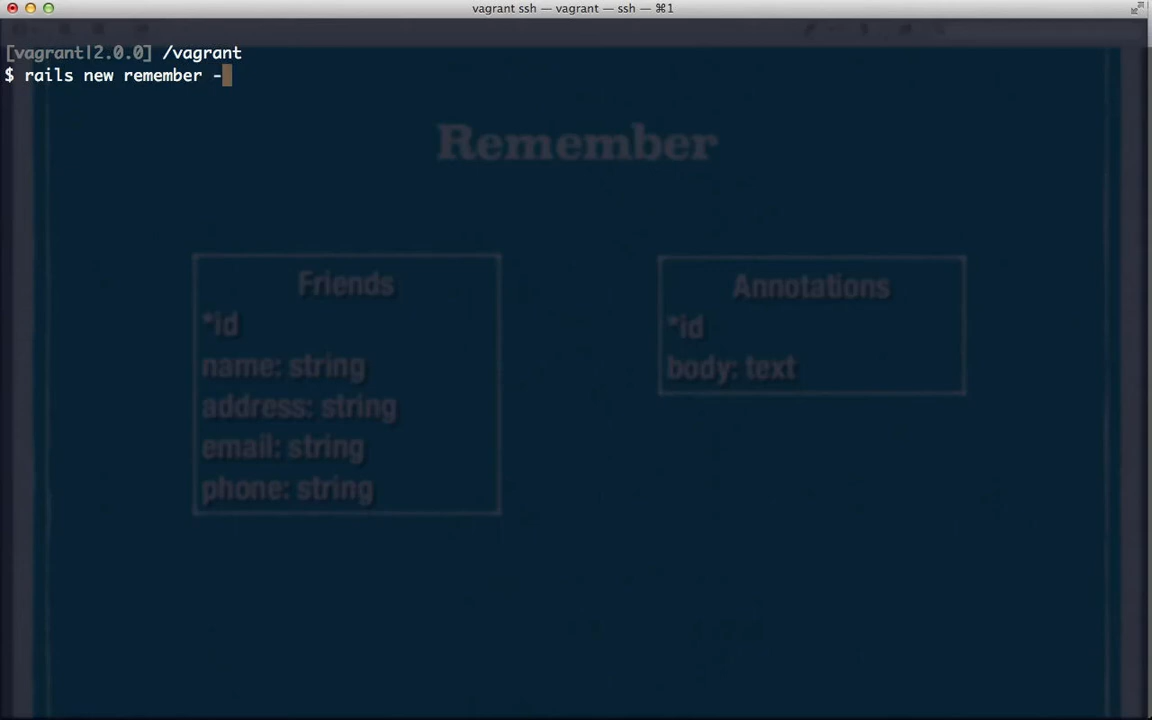 vagrant ssh — vagrant — ssh — ⌘1
[vagrant|2.0.0] /vagrant
$ rails new remember -
Remember
Friends
*id
name: string
address: string
email: string
phone: string
Annotations
*id
body: text